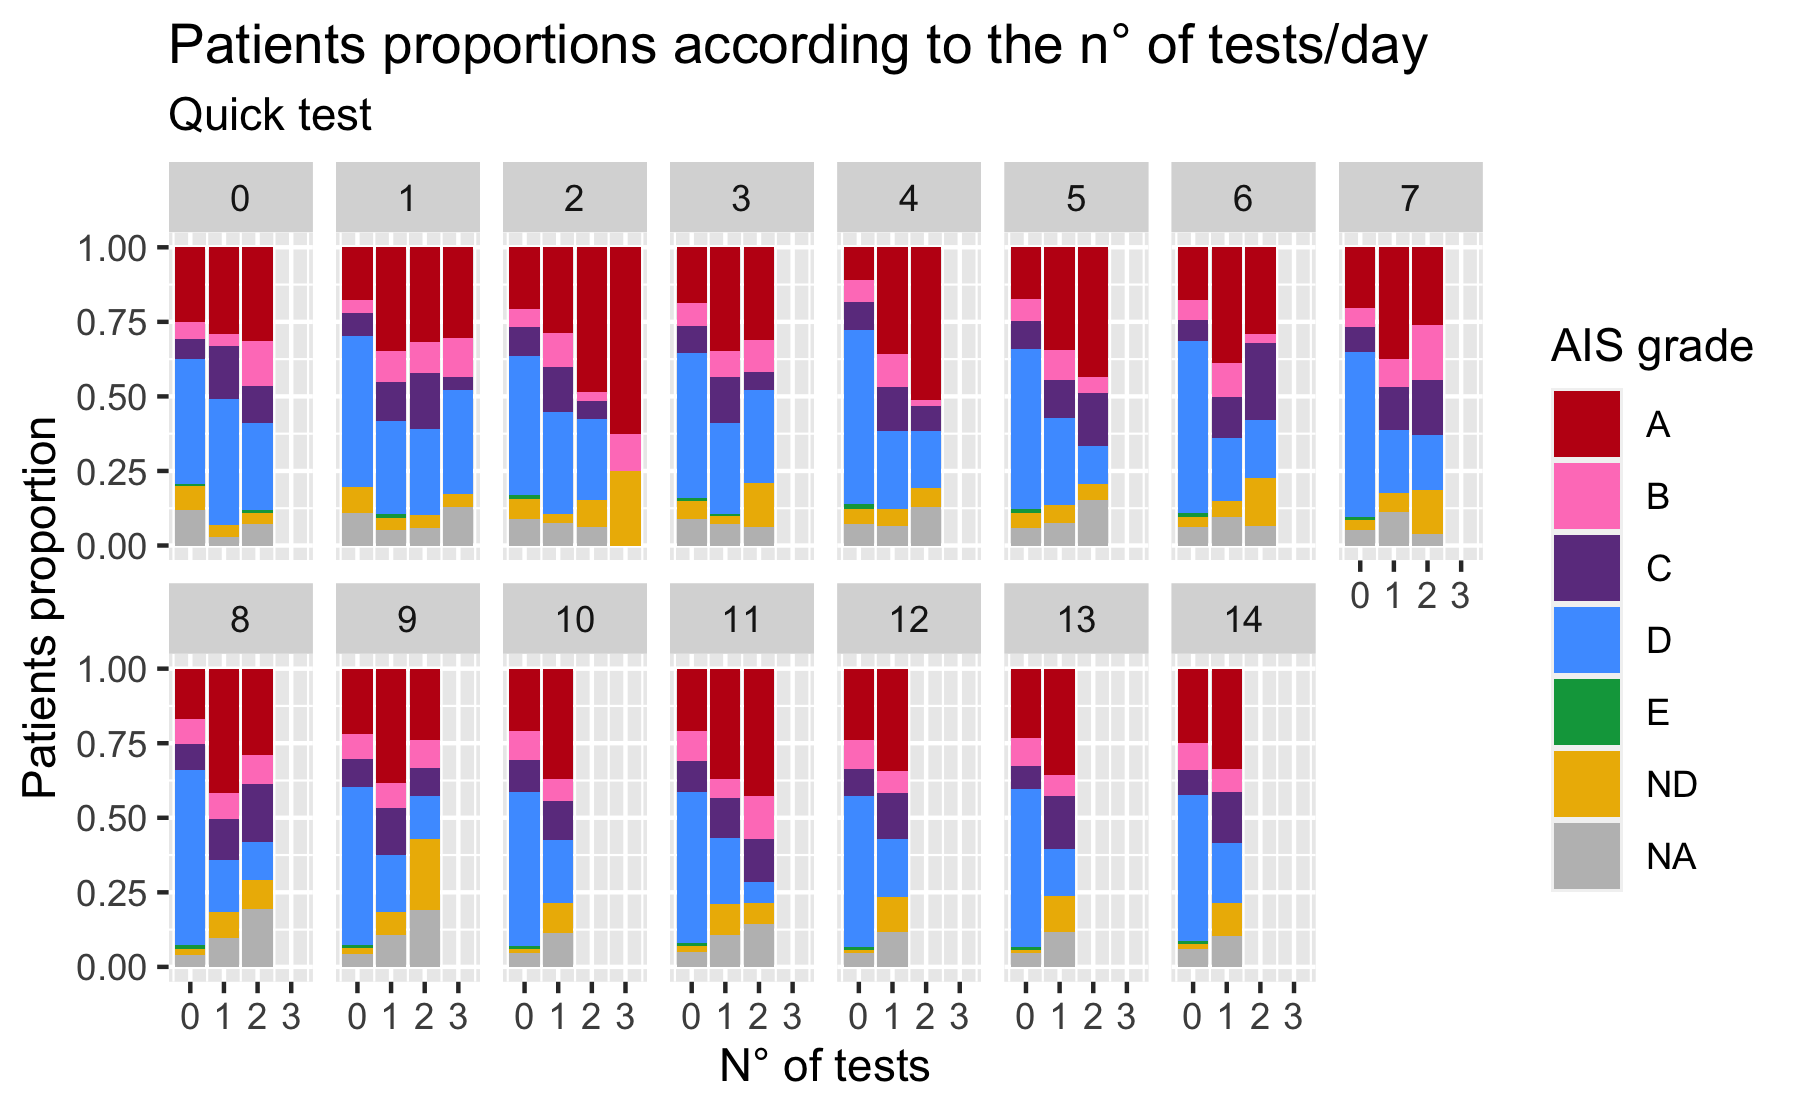 Patients proportions according to the n° of tests/day
Quick test
0 1 2 3 4 5 6 7
1.00
0.75
0.50
0.25
0.00
0 1 2 3
8 9 10 11 12 13 14
1.00
0.75
0.50
0.25
0.00
0 1 2 3 0 1 2 3 0 1 2 3 0 1 2 3 0 1 2 3 0 1 2 3 0 1 2 3
N° of tests
Patients proportion
AIS grade
A
B
C
D
E
ND
NA